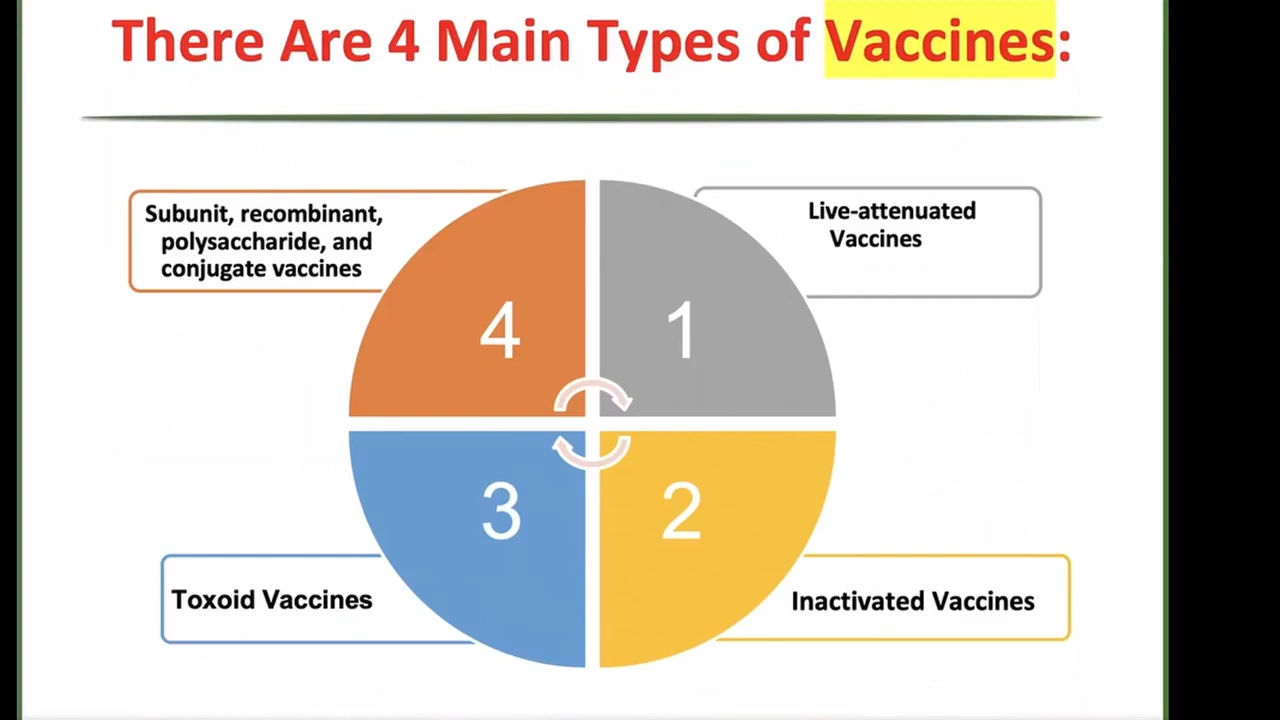 There Are 4 Main Types of Vaccines:
Subunit, recombinant,
polysaccharide, and
conjugate vaccines
Live-attenuated
Vaccines
4
1
3
2
Toxoid Vaccines
Inactivated Vaccines